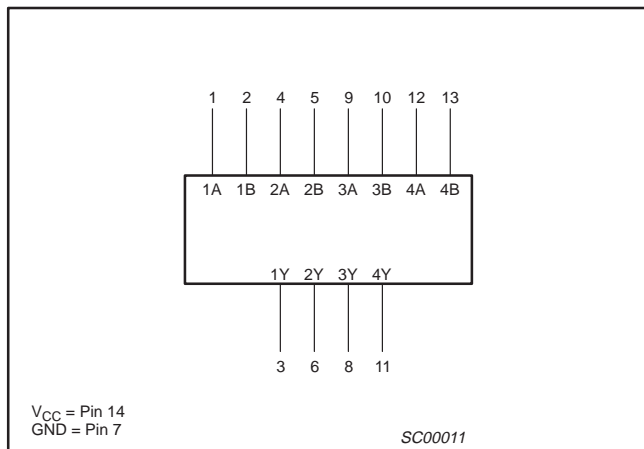 1 2 4 5 9 10 12 13
1A 1B 2A 2B 3A 3B 4A 4B
1Y 2Y 3Y 4Y
3 6 8 11
VCC = Pin 14
GND = Pin 7
SC00011